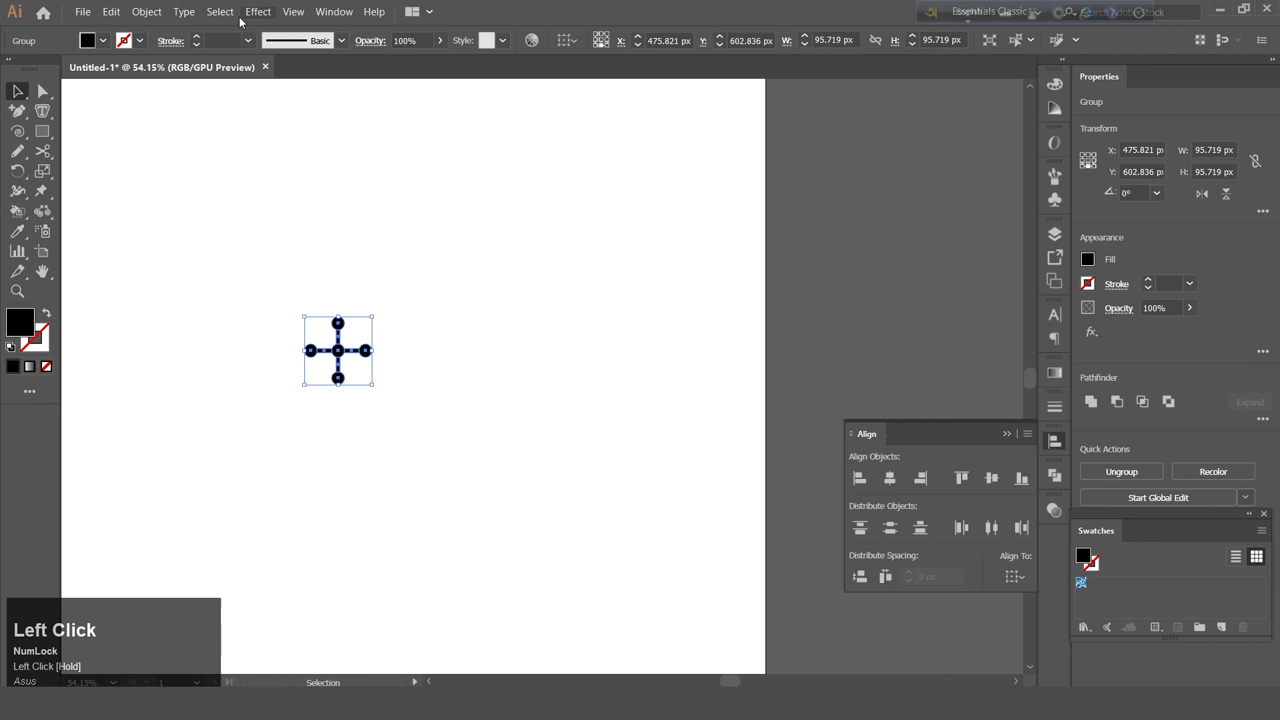 Ai File Edit Object Type Select Effect View Window Help Essentials Classic
Group Stroke: Basic Opacity: 100% Style: X: 475.821 px Y: 602.836 px W: 95.719 px H: 95.719 px
Untitled-1* @ 54.15% (RGB/GPU Preview) ×
Properties
Group
Transform
X: 475.821 p W: 95.719 px
Y: 602.836 p H: 95.719 px
0°
Appearance
Fill
Stroke
Opacity 100%
fx.
Pathfinder
Expand
Quick Actions
Ungroup Recolor
Start Global Edit
Align
Align Objects:
Distribute Objects:
Distribute Spacing: Align To:
0 px
Swatches
Left Click
NumLock
Left Click [Hold]
Asus
54.15% 1 Selection